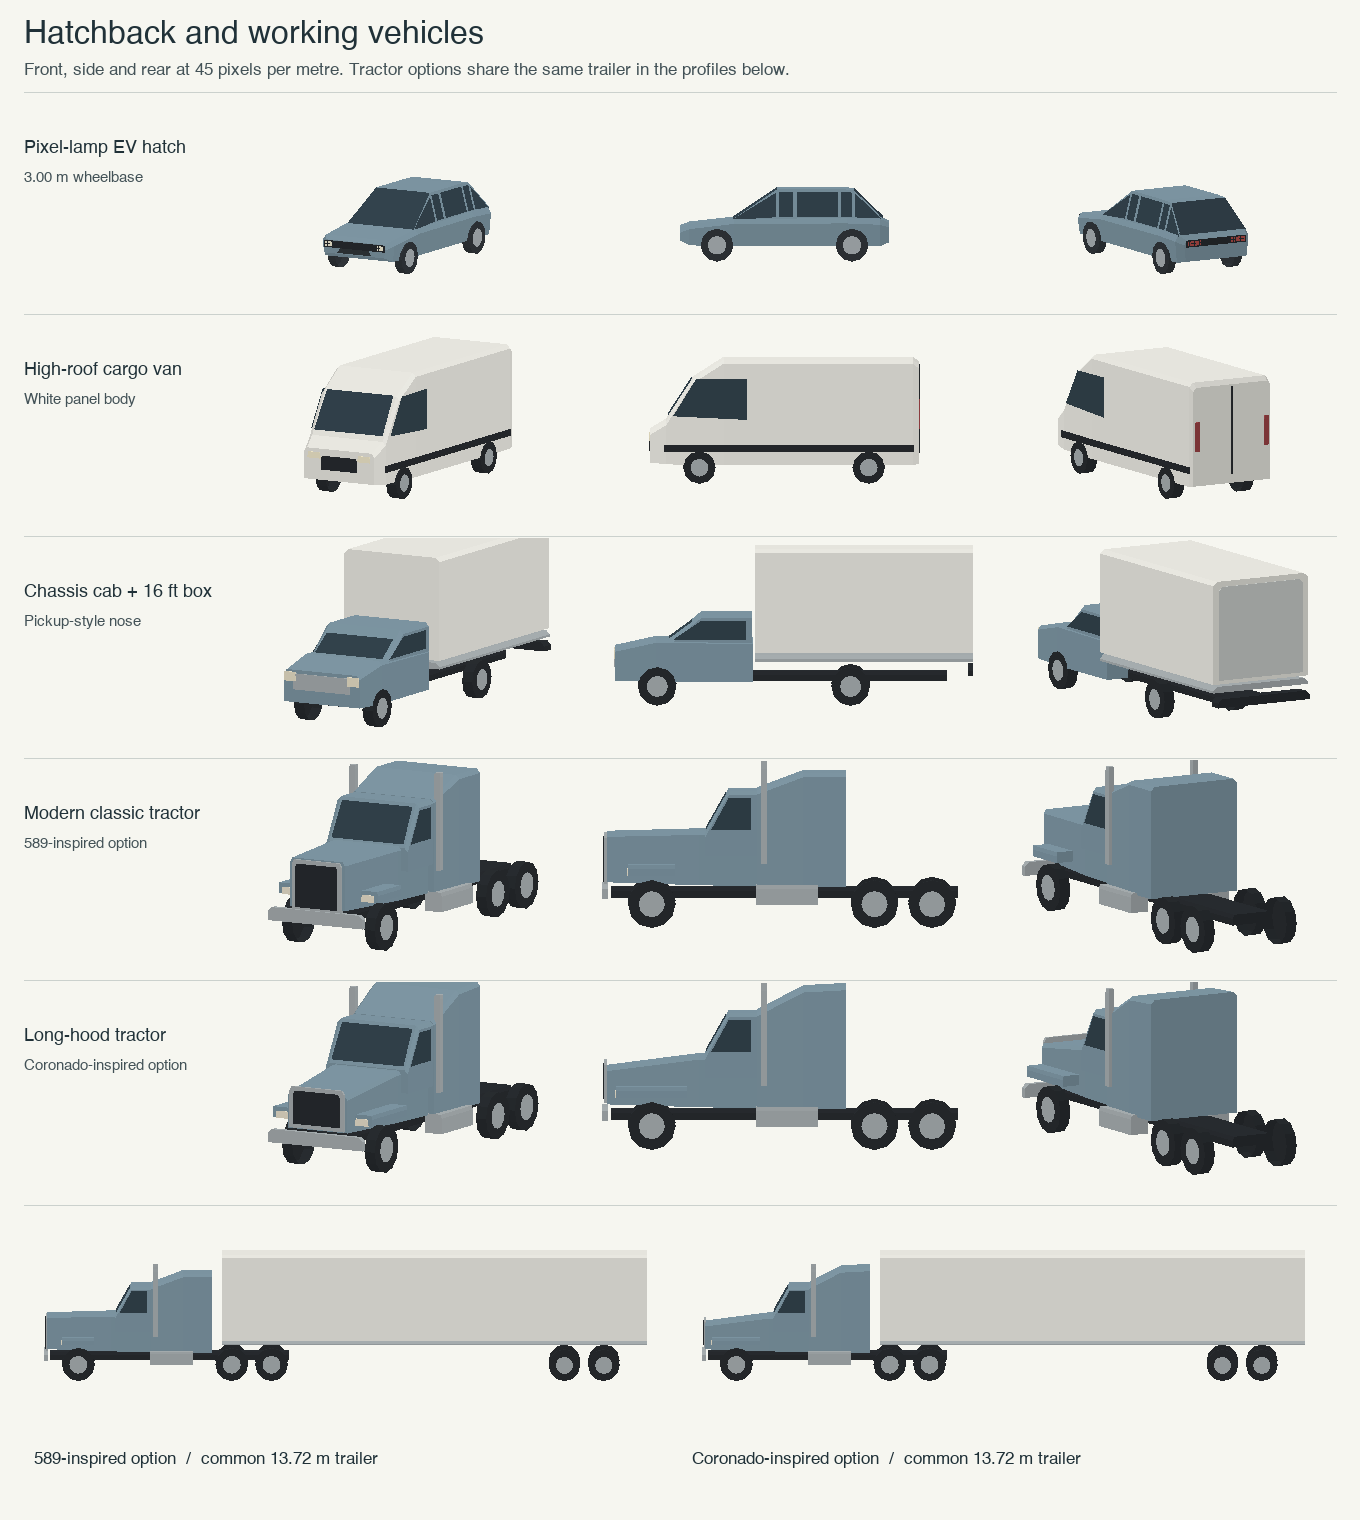 Hatchback and working vehicles
Front, side and rear at 45 pixels per metre. Tractor options share the same trailer in the profiles below.
Pixel-lamp EV hatch
3.00 m wheelbase
High-roof cargo van
White panel body
Chassis cab + 16 ft box
Pickup-style nose
Modern classic tractor
589-inspired option
Long-hood tractor
Coronado-inspired option
589-inspired option / common 13.72 m trailer
Coronado-inspired option / common 13.72 m trailer